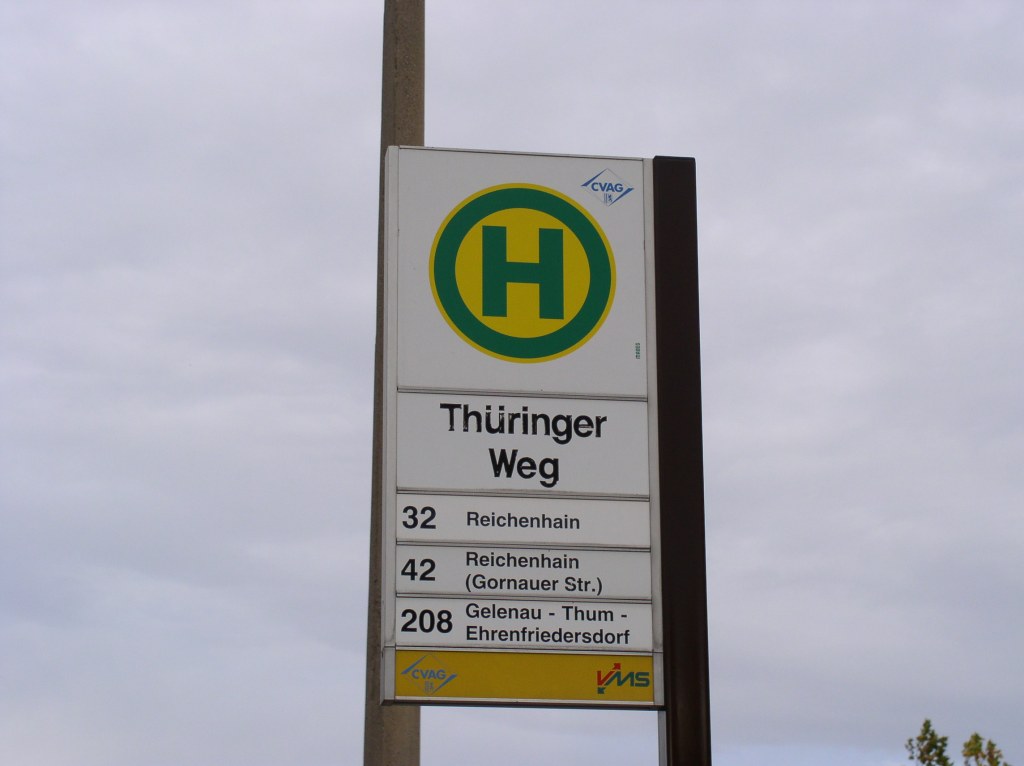 CVAG
H
Thüringer
Weg
32 Reichenhain
42 Reichenhain
(Gornauer Str.)
208 Gelenau - Thum -
Ehrenfriedersdorf
CVAG
VMS